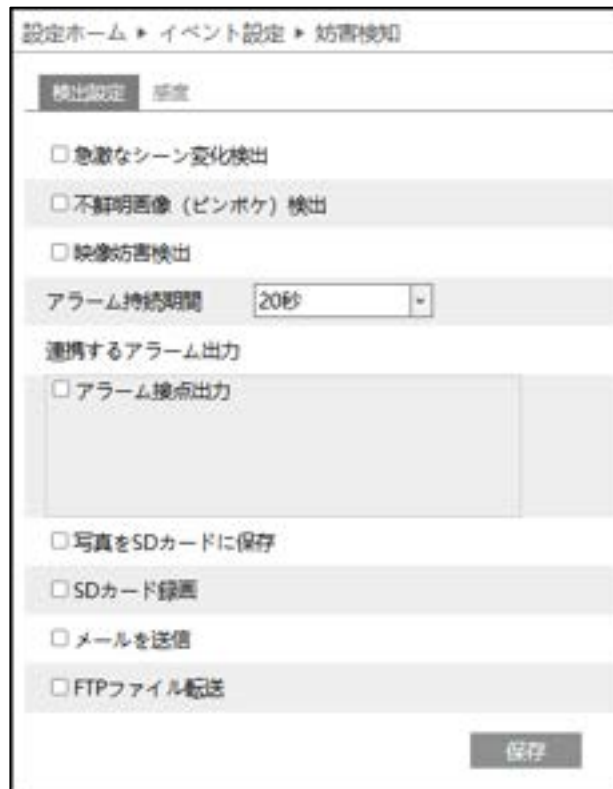 設定ホーム ▸ イベント設定 ▸ 妨害検知
検出設定 感度
急激なシーン変化検出
不鮮明画像（ピンボケ）検出
映像妨害検出
アラーム持続期間 20秒
連携するアラーム出力
アラーム接点出力
写真をSDカードに保存
SDカード録画
メールを送信
FTPファイル転送
保存